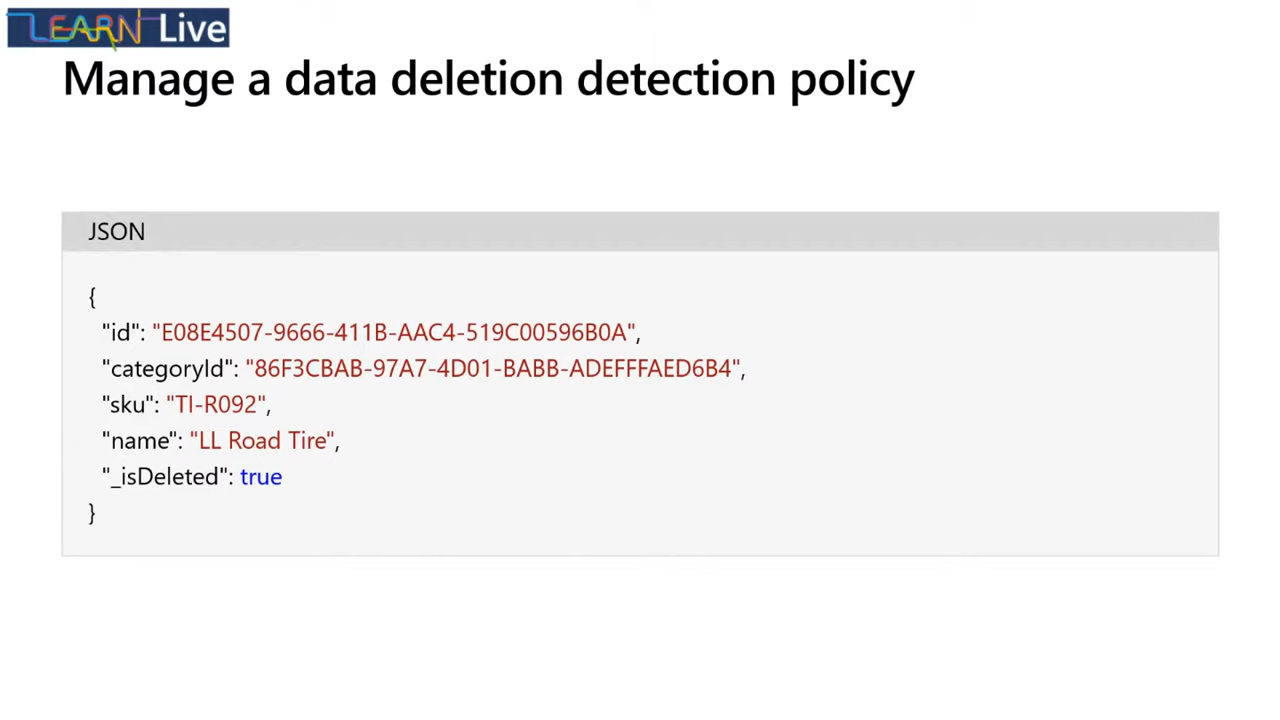 LEARN Live
Manage a data deletion detection policy
JSON
{
"id": "E08E4507-9666-411B-AAC4-519C00596B0A",
"categoryId": "86F3CBAB-97A7-4D01-BABB-ADEFFFAED6B4",
"sku": "TI-R092",
"name": "LL Road Tire",
"_isDeleted": true
}